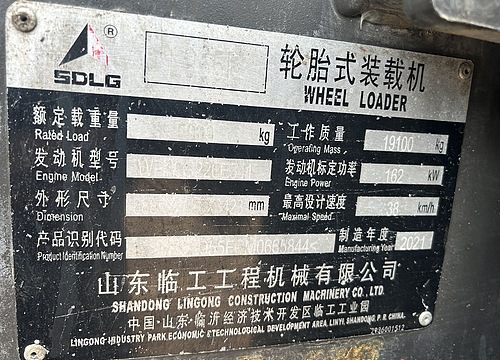 SDLG ®
轮胎式装载机
WHEEL LOADER
额定载重量 kg
Rated Load
工作质量 19100 kg
Operating Mass
发动机型号
Engine Model
发动机标定功率 162 kW
Engine Power
外形尺寸 mm
Dimension
最高设计速度 38 km/h
Maximal Speed
产品识别代码
Product Identification Number
制造年度 2021
Manufacturing Year
山东临工工程机械有限公司
SHANDONG LINGONG CONSTRUCTION MACHINERY CO., LTD.
中国·山东·临沂经济技术开发区临工工业园
LINGONG INDUSTRY PARK ECONOMIC & TECHNOLOGICAL DEVELOPMENT AREA, LINYI, SHANDONG, P. R. CHINA.